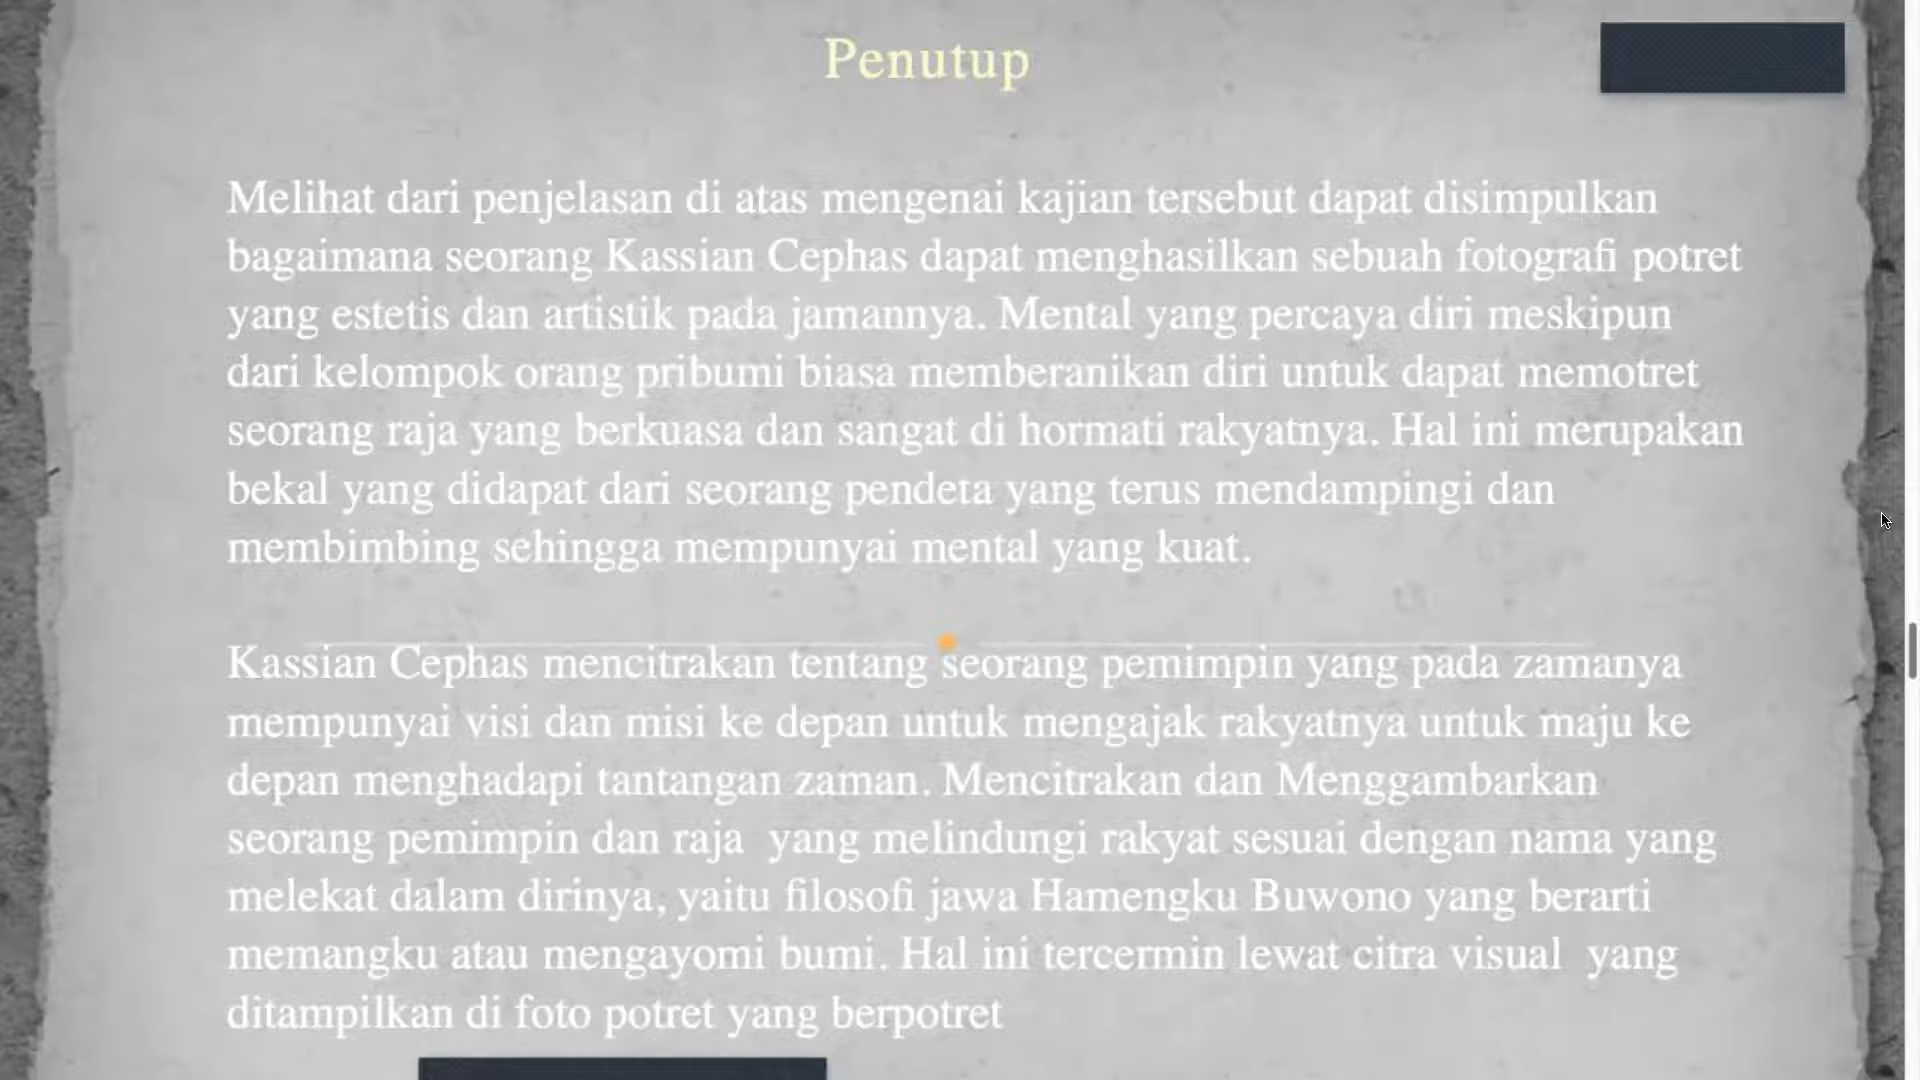 Penutup
Melihat dari penjelasan di atas mengenai kajian tersebut dapat disimpulkan
bagaimana seorang Kassian Cephas dapat menghasilkan sebuah fotografi potret
yang estetis dan artistik pada jamannya. Mental yang percaya diri meskipun
dari kelompok orang pribumi biasa memberanikan diri untuk dapat memotret
seorang raja yang berkuasa dan sangat di hormati rakyatnya. Hal ini merupakan
bekal yang didapat dari seorang pendeta yang terus mendampingi dan
membimbing sehingga mempunyai mental yang kuat.
Kassian Cephas mencitrakan tentang seorang pemimpin yang pada zamanya
mempunyai visi dan misi ke depan untuk mengajak rakyatnya untuk maju ke
depan menghadapi tantangan zaman. Mencitrakan dan Menggambarkan
seorang pemimpin dan raja  yang melindungi rakyat sesuai dengan nama yang
melekat dalam dirinya, yaitu filosofi jawa Hamengku Buwono yang berarti
memangku atau mengayomi bumi. Hal ini tercermin lewat citra visual  yang
ditampilkan di foto potret yang berpotret